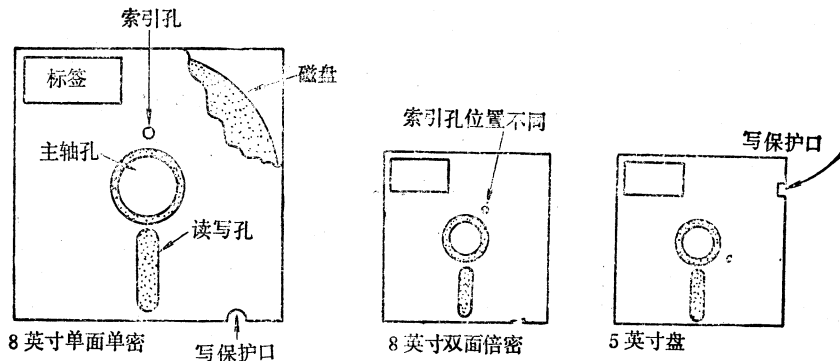 索引孔
标签
磁盘
主轴孔
读写孔
8英寸单面单密
写保护口
索引孔位置不同
8英寸双面倍密
写保护口
5英寸盘